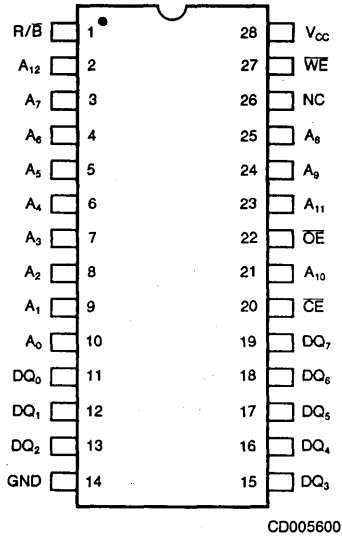 R/B̅ 1 28 VCC
A12 2 27 W̅E̅
A7 3 26 NC
A6 4 25 A8
A5 5 24 A9
A4 6 23 A11
A3 7 22 O̅E̅
A2 8 21 A10
A1 9 20 C̅E̅
A0 10 19 DQ7
DQ0 11 18 DQ6
DQ1 12 17 DQ5
DQ2 13 16 DQ4
GND 14 15 DQ3
CD005600